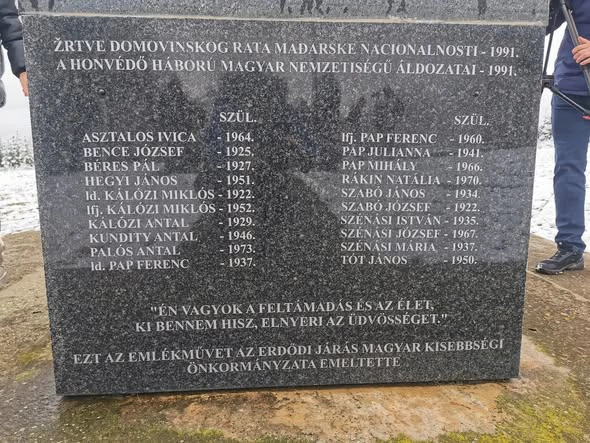 ŽRTVE DOMOVINSKOG RATA MAĐARSKE NACIONALNOSTI - 1991.
A HONVÉDŐ HÁBORÚ MAGYAR NEMZETISÉGŰ ÁLDOZATAI - 1991.
SZÜL.
ASZTALOS IVICA - 1964.
BENCE JÓZSEF - 1925.
BÉRES PÁL - 1927.
HEGYI JÁNOS - 1951.
id. KÁLÓZI MIKLÓS - 1922.
ifj. KÁLÓZI MIKLÓS - 1952.
KÁLÓZI ANTAL - 1929.
KUNDITY ANTAL - 1946.
PALÓS ANTAL - 1973.
id. PAP FERENC - 1937.
SZÜL.
ifj. PAP FERENC - 1960.
PAP JULIANNA - 1941.
PAP MIHÁLY - 1966.
RÁKIN NATÁLIA - 1970.
SZABÓ JÁNOS - 1934.
SZABÓ JÓZSEF - 1922.
SZÉNÁSI ISTVÁN - 1935.
SZÉNÁSI JÓZSEF - 1967.
SZÉNÁSI MÁRIA - 1937.
TÓT JÁNOS - 1950.
"ÉN VAGYOK A FELTÁMADÁS ÉS AZ ÉLET,
KI BENNEM HISZ, ELNYERI AZ ÜDVÖSSÉGET."
EZT AZ EMLÉKMŰVET AZ ERDŐDI JÁRÁS MAGYAR KISEBBSÉGI
ÖNKORMÁNYZATA EMELTETTE